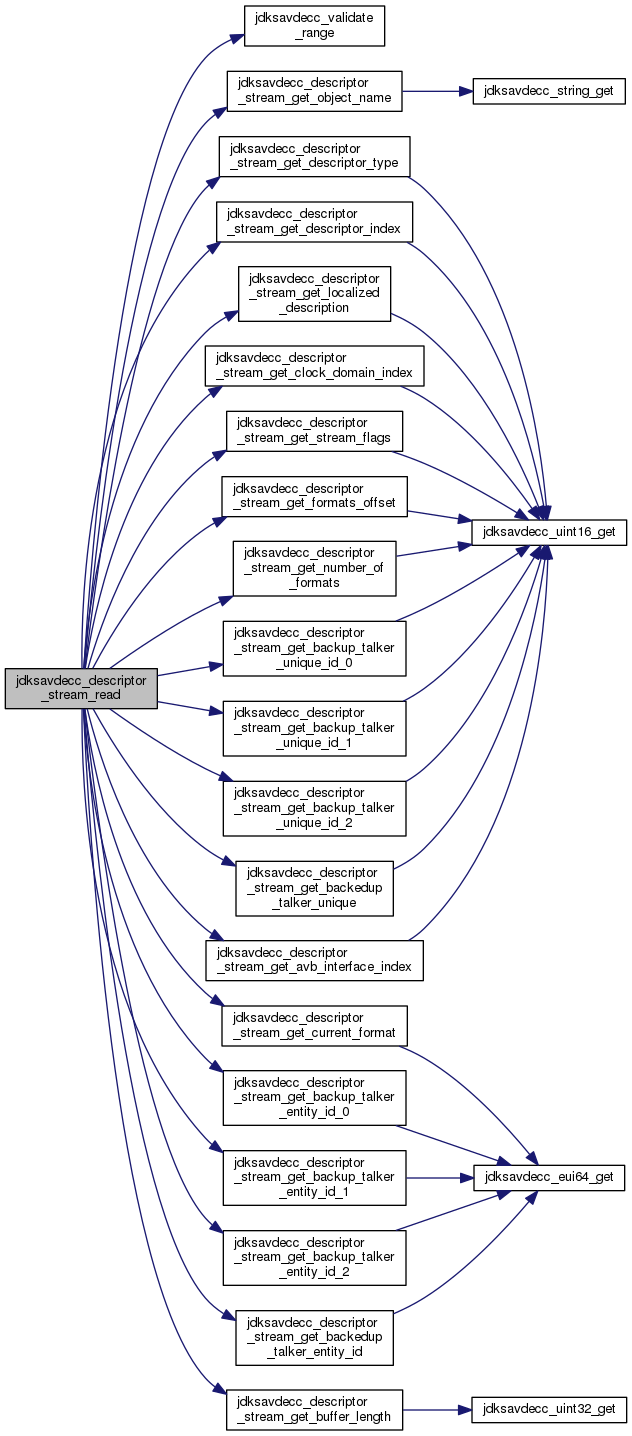 jdksavdecc_validate
_range
jdksavdecc_descriptor
_stream_get_object_name
jdksavdecc_string_get
jdksavdecc_descriptor
_stream_get_descriptor_type
jdksavdecc_descriptor
_stream_get_descriptor_index
jdksavdecc_descriptor
_stream_get_localized
_description
jdksavdecc_descriptor
_stream_get_clock_domain_index
jdksavdecc_descriptor
_stream_get_stream_flags
jdksavdecc_descriptor
_stream_get_formats_offset
jdksavdecc_uint16_get
jdksavdecc_descriptor
_stream_get_number_of
_formats
jdksavdecc_descriptor
_stream_get_backup_talker
_unique_id_0
jdksavdecc_descriptor
_stream_read
jdksavdecc_descriptor
_stream_get_backup_talker
_unique_id_1
jdksavdecc_descriptor
_stream_get_backup_talker
_unique_id_2
jdksavdecc_descriptor
_stream_get_backedup
_talker_unique
jdksavdecc_descriptor
_stream_get_avb_interface_index
jdksavdecc_descriptor
_stream_get_current_format
jdksavdecc_descriptor
_stream_get_backup_talker
_entity_id_0
jdksavdecc_descriptor
_stream_get_backup_talker
_entity_id_1
jdksavdecc_eui64_get
jdksavdecc_descriptor
_stream_get_backup_talker
_entity_id_2
jdksavdecc_descriptor
_stream_get_backedup
_talker_entity_id
jdksavdecc_descriptor
_stream_get_buffer_length
jdksavdecc_uint32_get